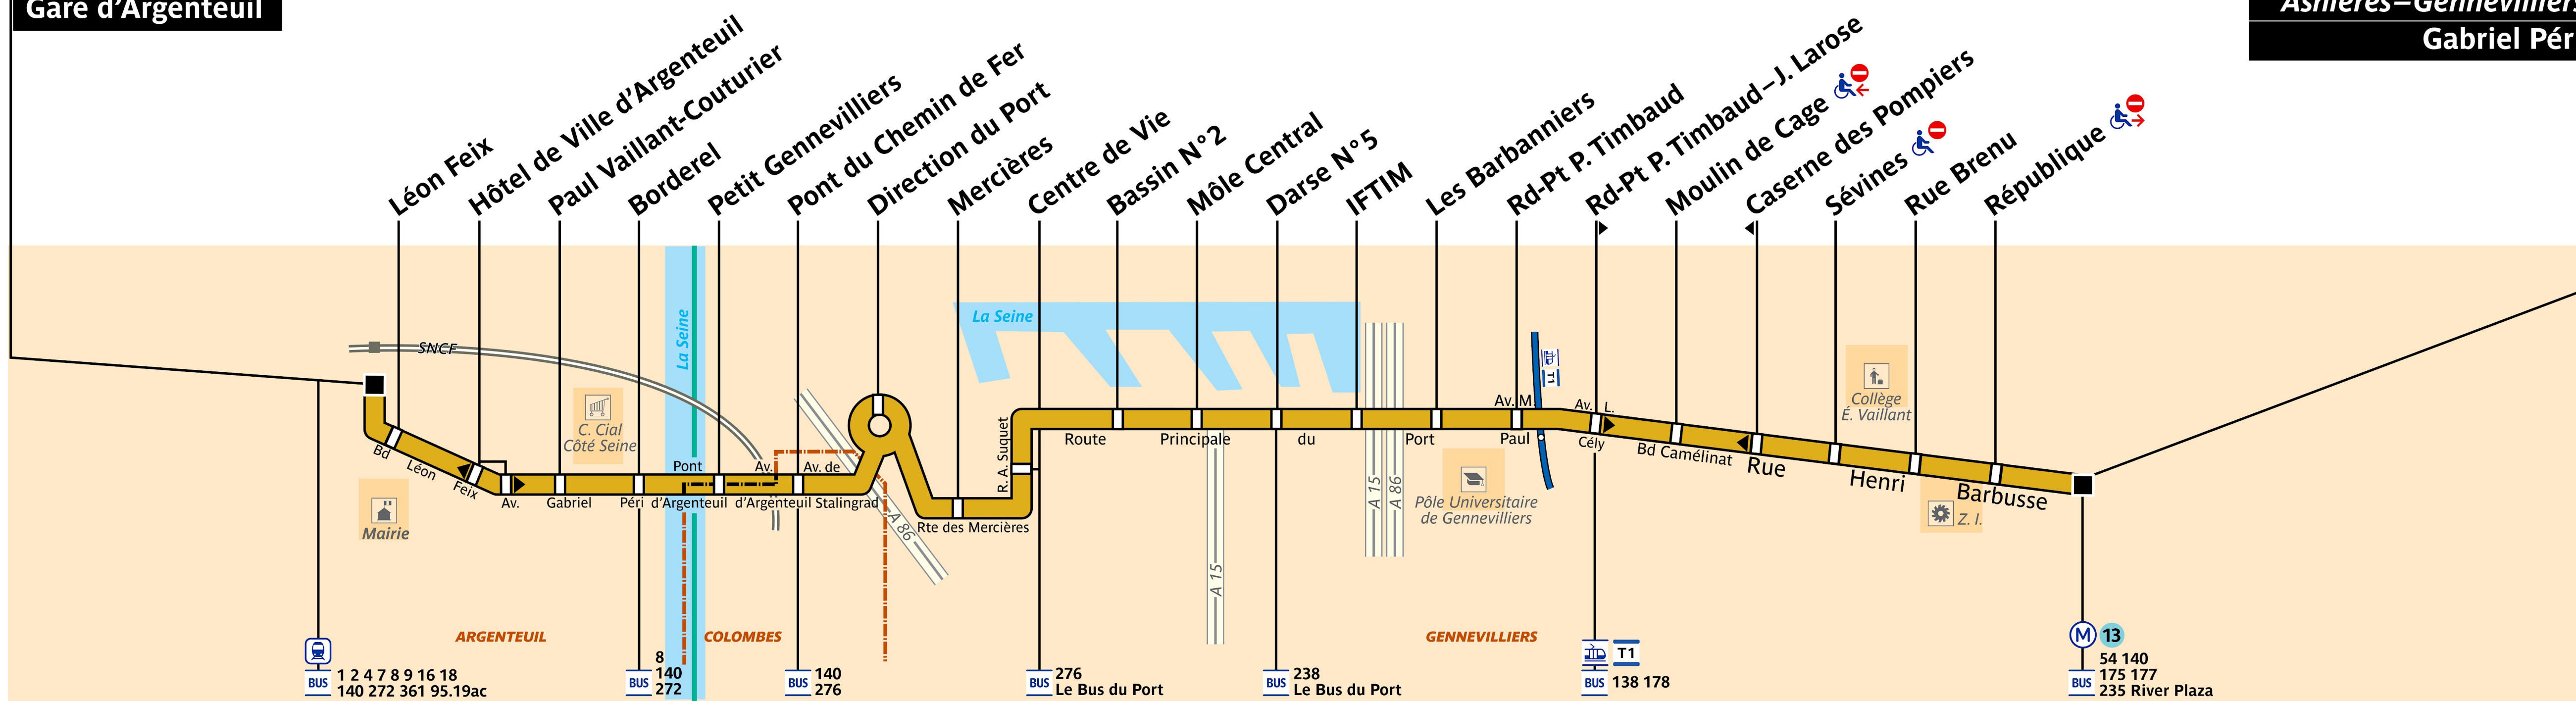 Gare d'Argenteuil
Asnières–Gennevilliers
Gabriel Pér
Léon Feix
Hôtel de Ville d'Argenteuil
Paul Vaillant-Couturier
Borderel
Petit Gennevilliers
Pont du Chemin de Fer
Direction du Port
Mercières
Centre de Vie
Bassin N°2
Môle Central
Darse N°5
IFTIM
Les Barbanniers
Rd-Pt P. Timbaud
Rd-Pt P. Timbaud–J. Larose
Moulin de Cage
Caserne des Pompiers
Sévines
Rue Brenu
République
SNCF
La Seine
La Seine
T1
C. Cial
Côté Seine
Mairie
Collège
É. Vaillant
Pôle Universitaire
de Gennevilliers
Z. I.
Bd Léon Feix
Av. Gabriel Péri
Pont
d'Argenteuil
Av.
d'Argenteuil
Av. de
Stalingrad
A 86
Rte des Mercières
R. A. Suquet
Route Principale du Port
A 15
A 15
A 86
Av. M.
Paul
Av. L.
Cély
Bd Camélinat
Rue Henri Barbusse
ARGENTEUIL
COLOMBES
GENNEVILLIERS
BUS
1 2 4 7 8 9 16 18
140 272 361 95.19ac
BUS
8
140
272
BUS
140
276
BUS
276
Le Bus du Port
BUS
238
Le Bus du Port
T1
BUS
138 178
M 13
BUS
54 140
175 177
235 River Plaza